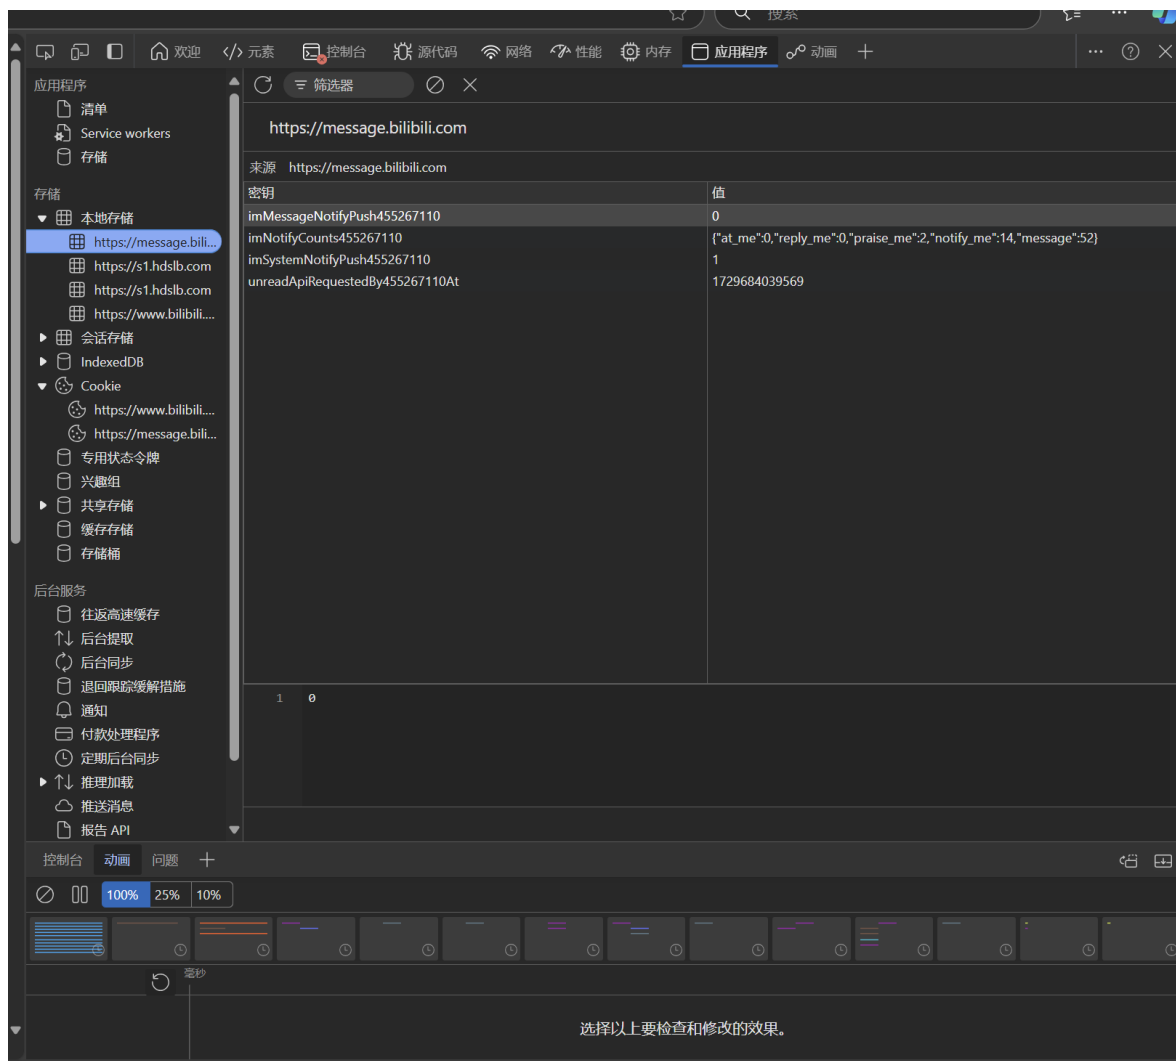 搜索
欢迎 </> 元素 控制台 源代码 网络 性能 内存 应用程序 动画
应用程序
清单
Service workers
存储
存储
本地存储
https://message.bili...
https://s1.hdslb.com
https://s1.hdslb.com
https://www.bilibili....
会话存储
IndexedDB
Cookie
https://www.bilibili....
https://message.bili...
专用状态令牌
兴趣组
共享存储
缓存存储
存储桶
后台服务
往返高速缓存
后台提取
后台同步
退回跟踪缓解措施
通知
付款处理程序
定期后台同步
推理加载
推送消息
报告 API
筛选器
https://message.bilibili.com
来源 https://message.bilibili.com
密钥 值
imMessageNotifyPush455267110 0
imNotifyCounts455267110 {"at_me":0,"reply_me":0,"praise_me":2,"notify_me":14,"message":52}
imSystemNotifyPush455267110 1
unreadApiRequestedBy455267110At 1729684039569
1 0
控制台 动画 问题
100% 25% 10%
毫秒
选择以上要检查和修改的效果。